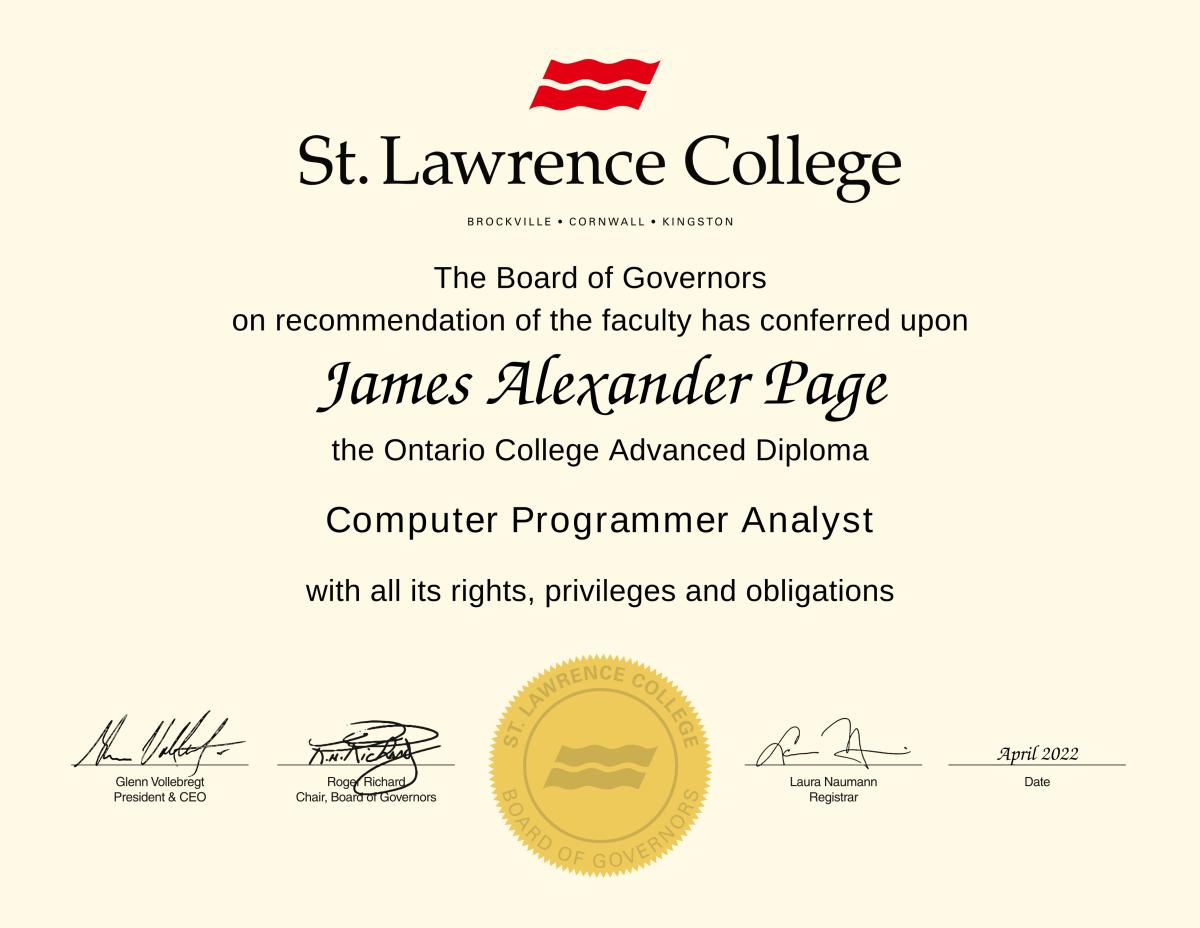 St. Lawrence College
BROCKVILLE • CORNWALL • KINGSTON
The Board of Governors
on recommendation of the faculty has conferred upon
James Alexander Page
the Ontario College Advanced Diploma
Computer Programmer Analyst
with all its rights, privileges and obligations
ST. LAWRENCE COLLEGE
BOARD OF GOVERNORS
Glenn Vollebregt
President & CEO
R.N. Richard
Roger Richard
Chair, Board of Governors
Laura Naumann
Registrar
April 2022
Date